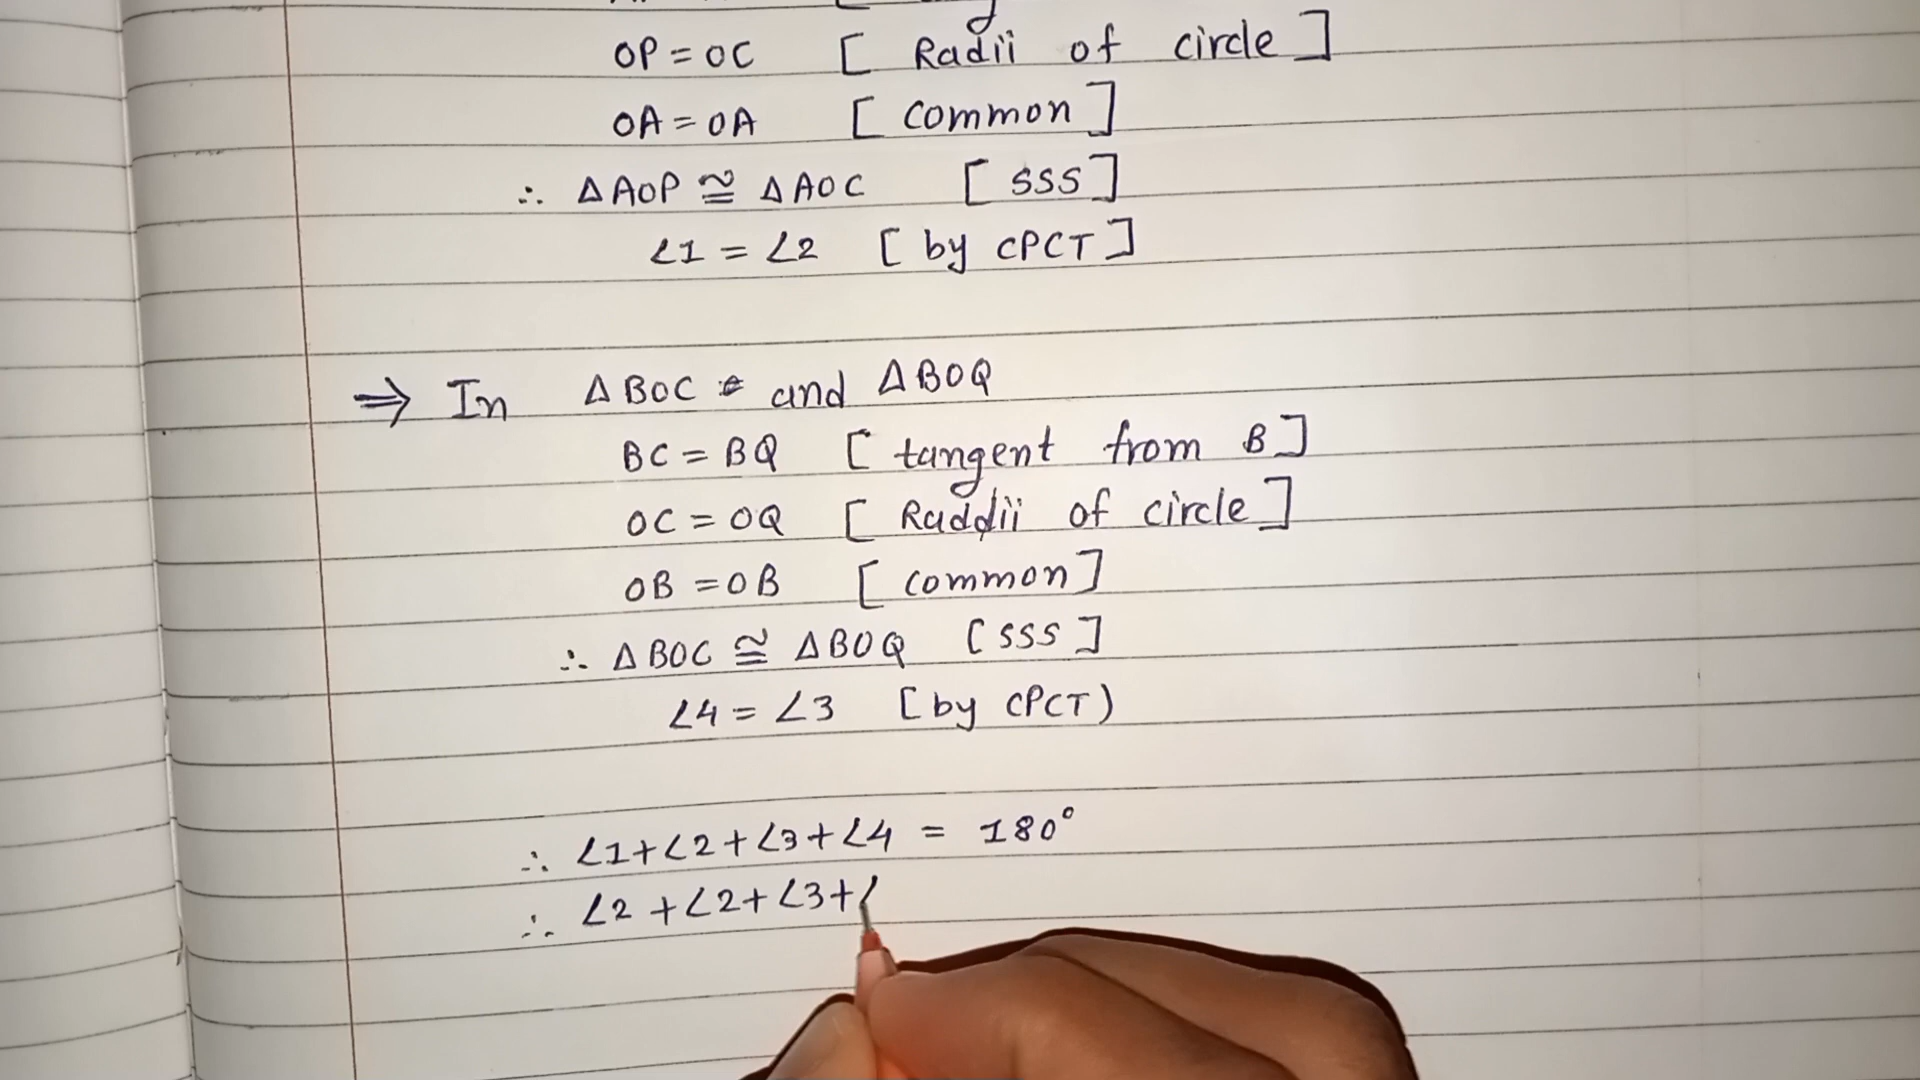 OP = OC [ Radii of circle ]
OA = OA [ common ]
∴ ΔAOP ≅ ΔAOC [ SSS ]
∠1 = ∠2 [ by CPCT ]
⇒ In ΔBOC and ΔBOQ
BC = BQ [ tangent from B ]
OC = OQ [ Raddii of circle ]
OB = OB [ common ]
∴ ΔBOC ≅ ΔBOQ [ SSS ]
∠4 = ∠3 [ by CPCT )
∴ ∠1+∠2+∠3+∠4 = 180°
∴ ∠2 +∠2+ ∠3+∠